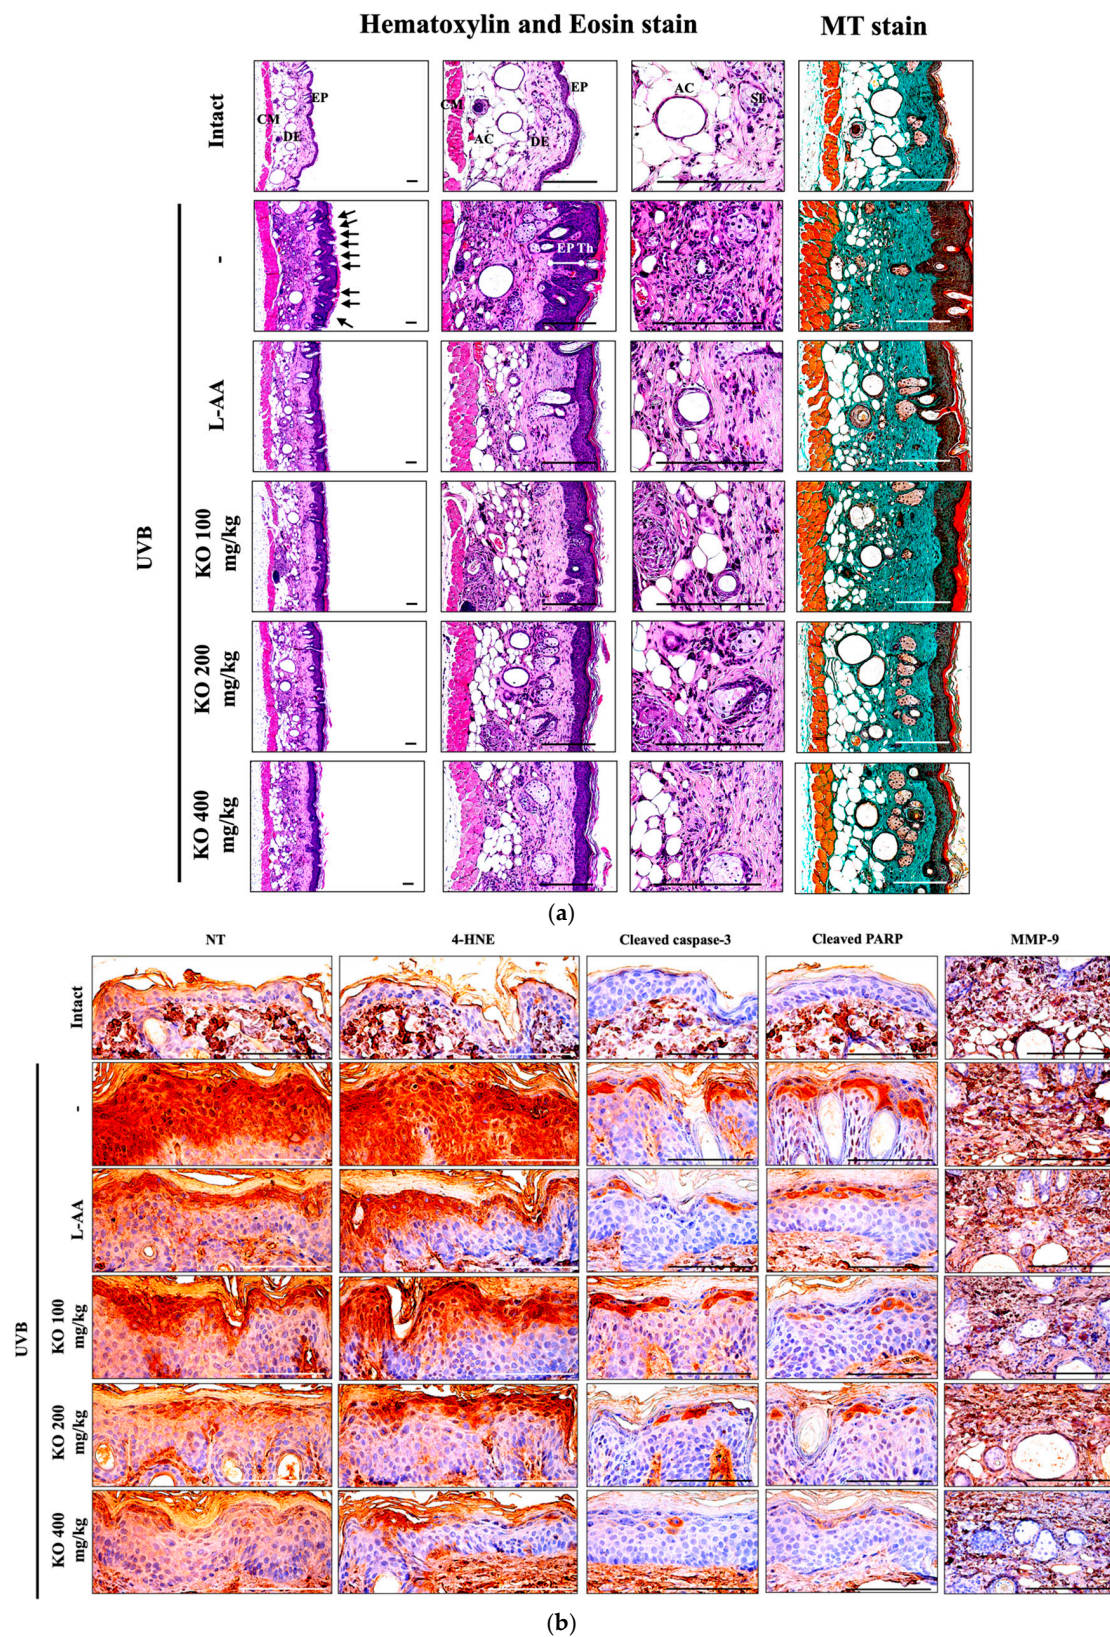 Hematoxylin and Eosin stain
MT stain
Intact
CM
DE
EP
CM
AC
DE
EP
AC
SE
UVB
-
EP Th
L-AA
KO 100
mg/kg
KO 200
mg/kg
KO 400
mg/kg
(a)
NT
4-HNE
Cleaved caspase-3
Cleaved PARP
MMP-9
Intact
UVB
-
L-AA
KO 100
mg/kg
KO 200
mg/kg
KO 400
mg/kg
(b)